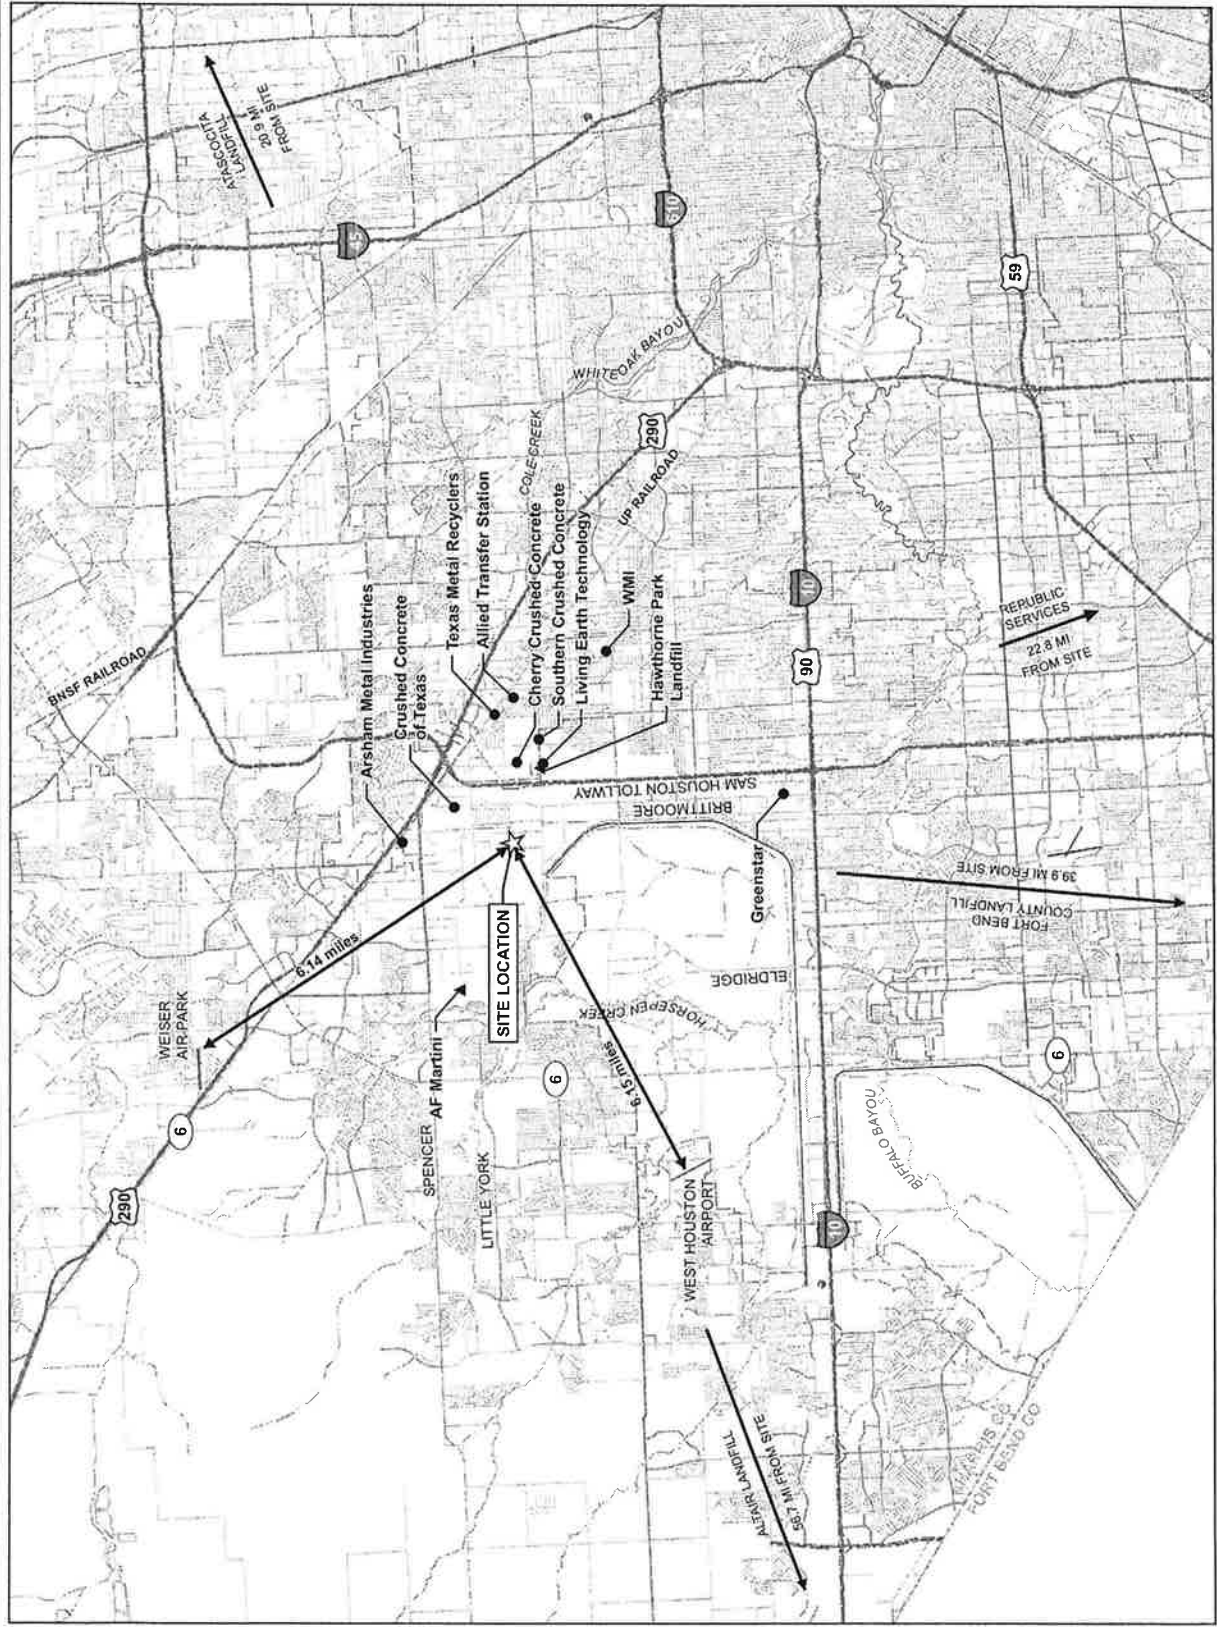 ATASCOCITA
LANDFILL
20.9 MI
FROM SITE
45
610
59
WHITEOAK BAYOU
290
COLE CREEK
UP RAILROAD
BNSF RAILROAD
Arsham Metal Industries
Crushed Concrete
of Texas
Texas Metal Recyclers
Allied Transfer Station
Cherry Crushed Concrete
Southern Crushed Concrete
Living Earth Technology
WMI
Hawthorne Park
Landfill
10
90
REPUBLIC
SERVICES
22.8 MI
FROM SITE
SAM HOUSTON TOLLWAY
BRITTMOORE
Greenstar
FORT BEND
COUNTY LANDFILL
39.9 MI FROM SITE
ELDRIDGE
HORSEPEN CREEK
SITE LOCATION
6.14 miles
6.15 miles
WEISER
AIR PARK
AF Martini
6
6
6
SPENCER
LITTLE YORK
290
WEST HOUSTON
AIRPORT
BUFFALO BAYOU
10
ALTAIR LANDFILL
56.7 MI FROM SITE
HARRIS CO
FORT BEND CO